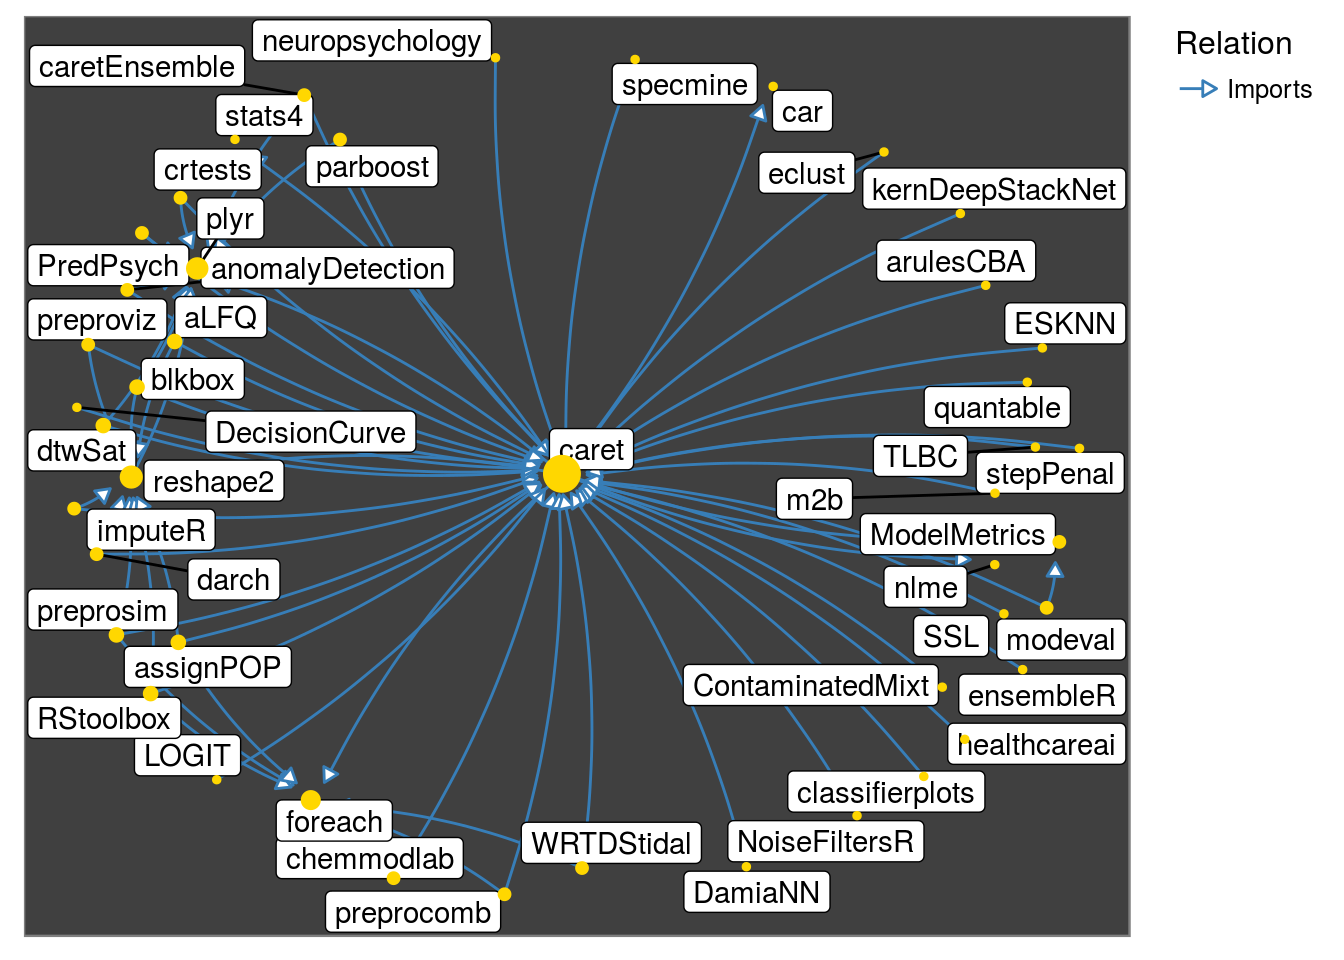 neuropsychology
caretEnsemble
specmine
stats4
car
parboost
crtests
eclust
kernDeepStackNet
plyr
PredPsych
anomalyDetection
arulesCBA
preproviz
aLFQ
ESKNN
blkbox
quantable
DecisionCurve
dtwSat
caret
TLBC
stepPenal
reshape2
m2b
imputeR
ModelMetrics
darch
nlme
preprosim
SSL
modeval
assignPOP
ContaminatedMixt
ensembleR
RStoolbox
LOGIT
healthcareai
classifierplots
foreach
chemmodlab
WRTDStidal
NoiseFiltersR
DamiaNN
preprocomb
Relation
Imports